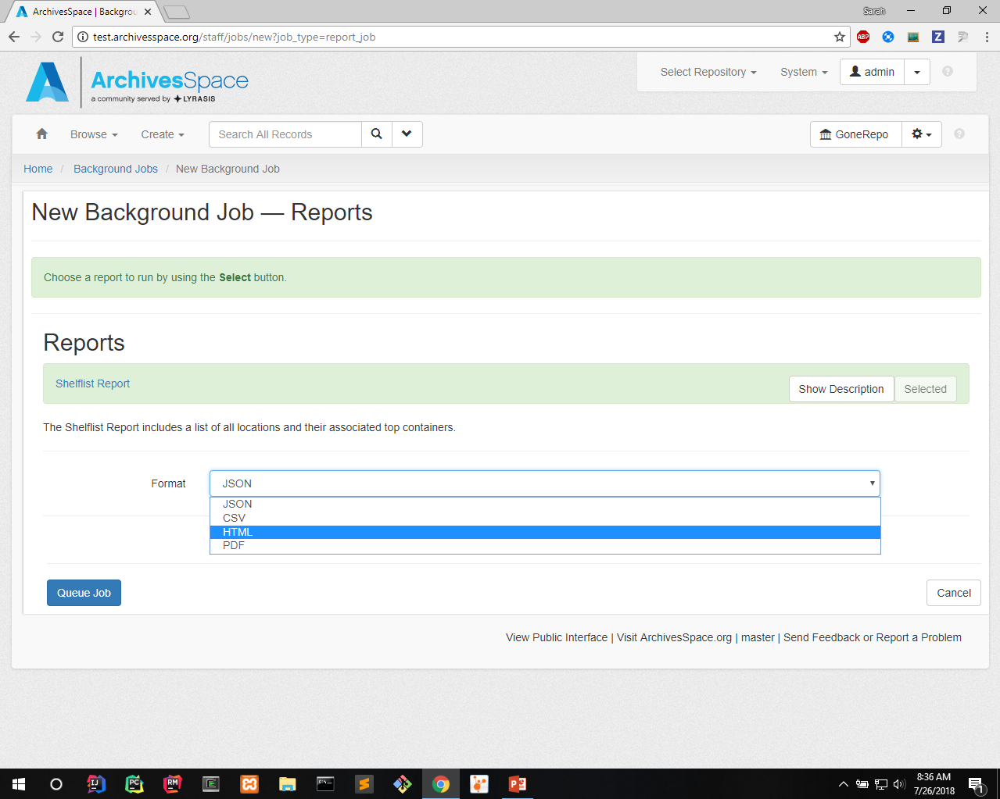 ArchivesSpace | Backgrou
Sarah
test.archivesspace.org/staff/jobs/new?job_type=report_job
ABP
Z
ArchivesSpace
a community served by LYRASIS
Select Repository
System
admin
?
Browse
Create
Search All Records
GoneRepo
?
Home / Background Jobs / New Background Job
New Background Job — Reports
Choose a report to run by using the Select button.
Reports
Shelflist Report
Show Description
Selected
The Shelflist Report includes a list of all locations and their associated top containers.
Format
JSON
JSON
CSV
HTML
PDF
Queue Job
Cancel
View Public Interface | Visit ArchivesSpace.org | master | Send Feedback or Report a Problem
IJ
PC
RM
8:36 AM
7/26/2018
1